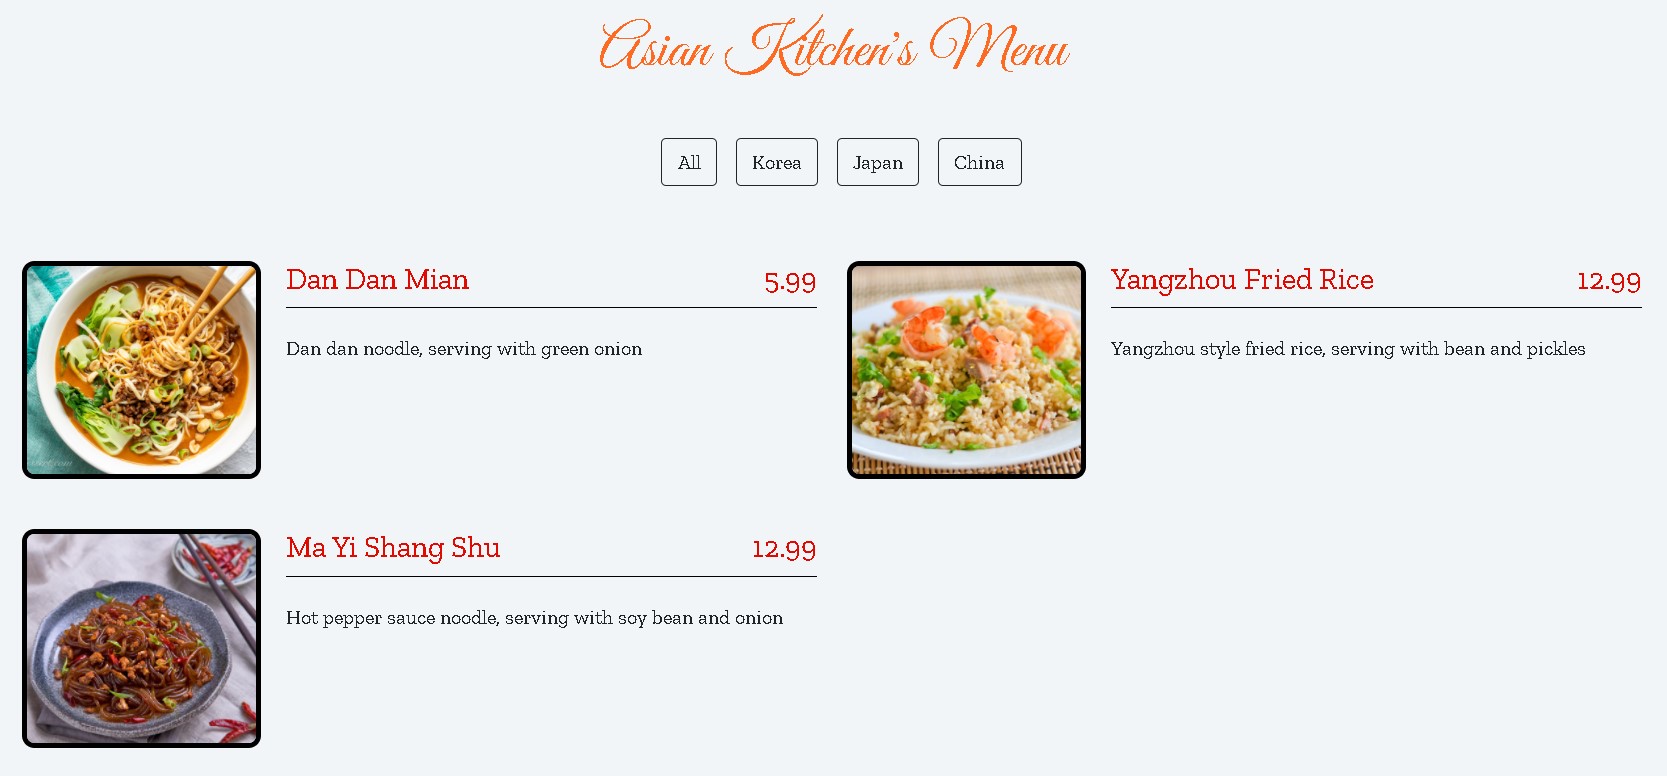 Asian Kitchen's Menu
All Korea Japan China
Dan Dan Mian 5.99
Dan dan noodle, serving with green onion
Yangzhou Fried Rice 12.99
Yangzhou style fried rice, serving with bean and pickles
Ma Yi Shang Shu 12.99
Hot pepper sauce noodle, serving with soy bean and onion